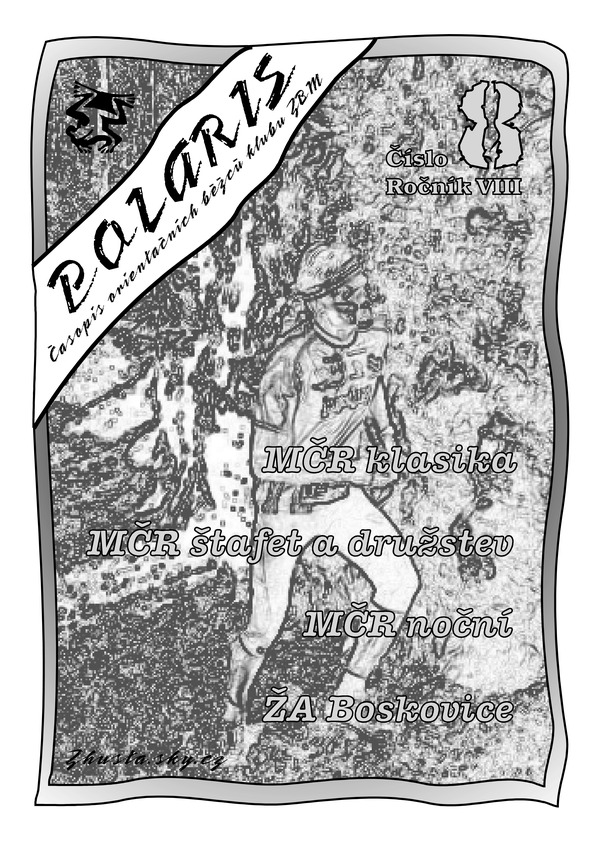 POLARIS
Časopis orientačních běžců klubu ZBM
8
Číslo
Ročník VIII
MČR klasika
MČR štafet a družstev
MČR noční
ŽA Boskovice
Zhusta.sky.cz